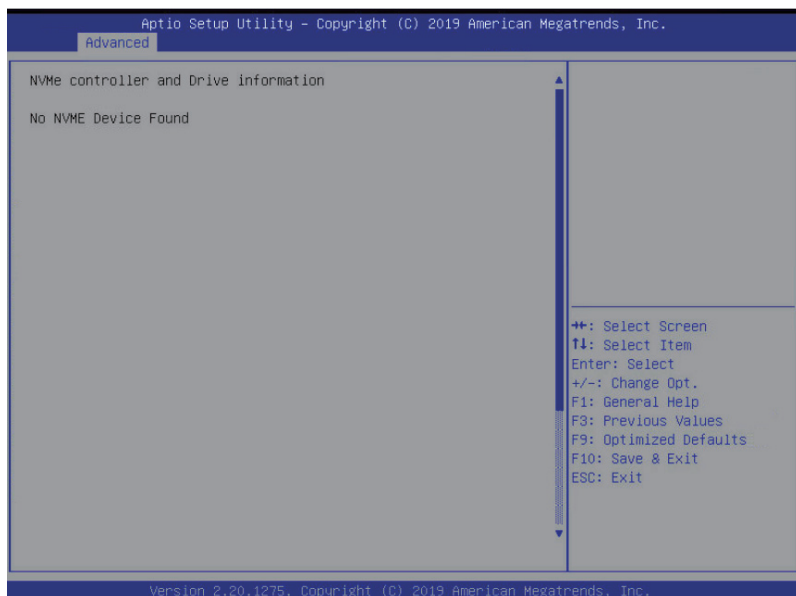 Aptio Setup Utility – Copyright (C) 2019 American Megatrends, Inc.
Advanced
NVMe controller and Drive information
No NVME Device Found
→←: Select Screen
↑↓: Select Item
Enter: Select
+/-: Change Opt.
F1: General Help
F3: Previous Values
F9: Optimized Defaults
F10: Save & Exit
ESC: Exit
Version 2.20.1275. Copyright (C) 2019 American Megatrends, Inc.